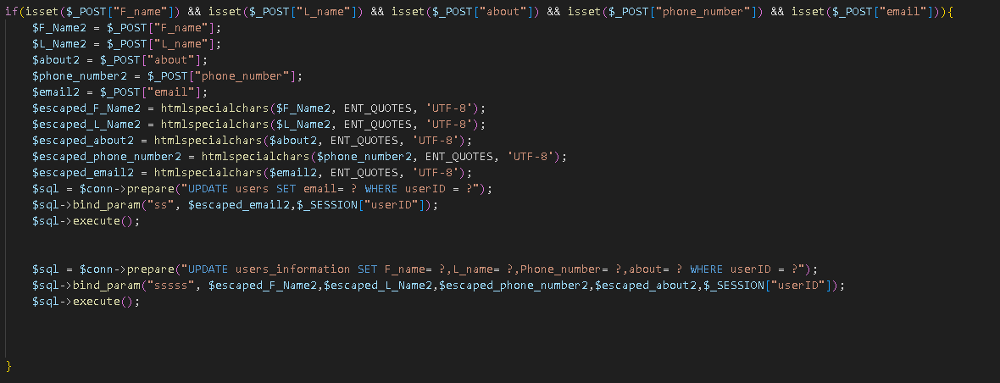 if(isset($_POST["F_name"]) && isset($_POST["L_name"]) && isset($_POST["about"]) && isset($_POST["phone_number"]) && isset($_POST["email"])){
$F_Name2 = $_POST["F_name"];
$L_Name2 = $_POST["L_name"];
$about2 = $_POST["about"];
$phone_number2 = $_POST["phone_number"];
$email2 = $_POST["email"];
$escaped_F_Name2 = htmlspecialchars($F_Name2, ENT_QUOTES, 'UTF-8');
$escaped_L_Name2 = htmlspecialchars($L_Name2, ENT_QUOTES, 'UTF-8');
$escaped_about2 = htmlspecialchars($about2, ENT_QUOTES, 'UTF-8');
$escaped_phone_number2 = htmlspecialchars($phone_number2, ENT_QUOTES, 'UTF-8');
$escaped_email2 = htmlspecialchars($email2, ENT_QUOTES, 'UTF-8');
$sql = $conn->prepare("UPDATE users SET email= ? WHERE userID = ?");
$sql->bind_param("ss", $escaped_email2,$_SESSION["userID"]);
$sql->execute();
$sql = $conn->prepare("UPDATE users_information SET F_name= ?,L_name= ?,Phone_number= ?,about= ? WHERE userID = ?");
$sql->bind_param("sssss", $escaped_F_Name2,$escaped_L_Name2,$escaped_phone_number2,$escaped_about2,$_SESSION["userID"]);
$sql->execute();
}